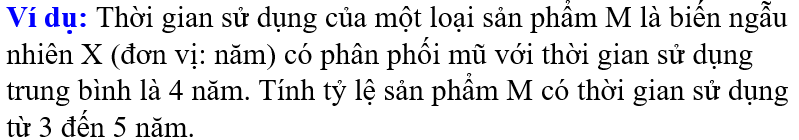 Ví dụ: Thời gian sử dụng của một loại sản phẩm M là biến ngẫu
nhiên X (đơn vị: năm) có phân phối mũ với thời gian sử dụng
trung bình là 4 năm. Tính tỷ lệ sản phẩm M có thời gian sử dụng
từ 3 đến 5 năm.